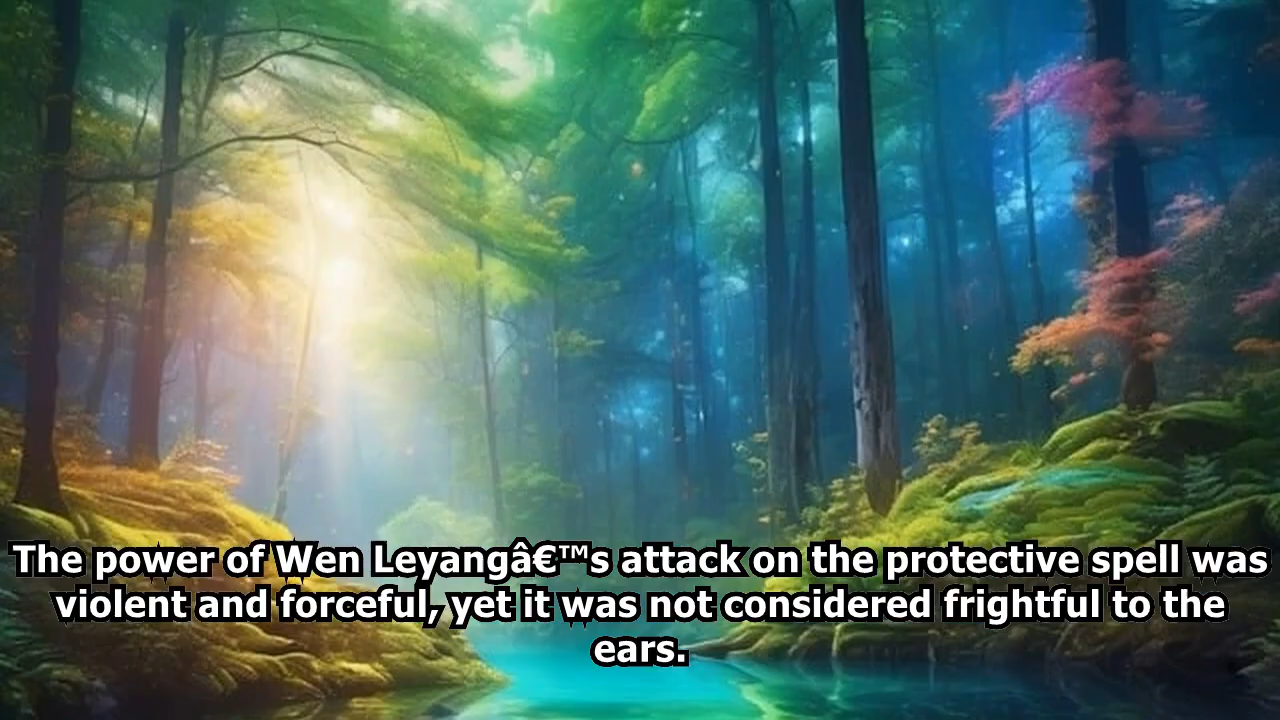 The power of Wen Leyangâ€™s attack on the protective spell was
violent and forceful, yet it was not considered frightful to the
ears.